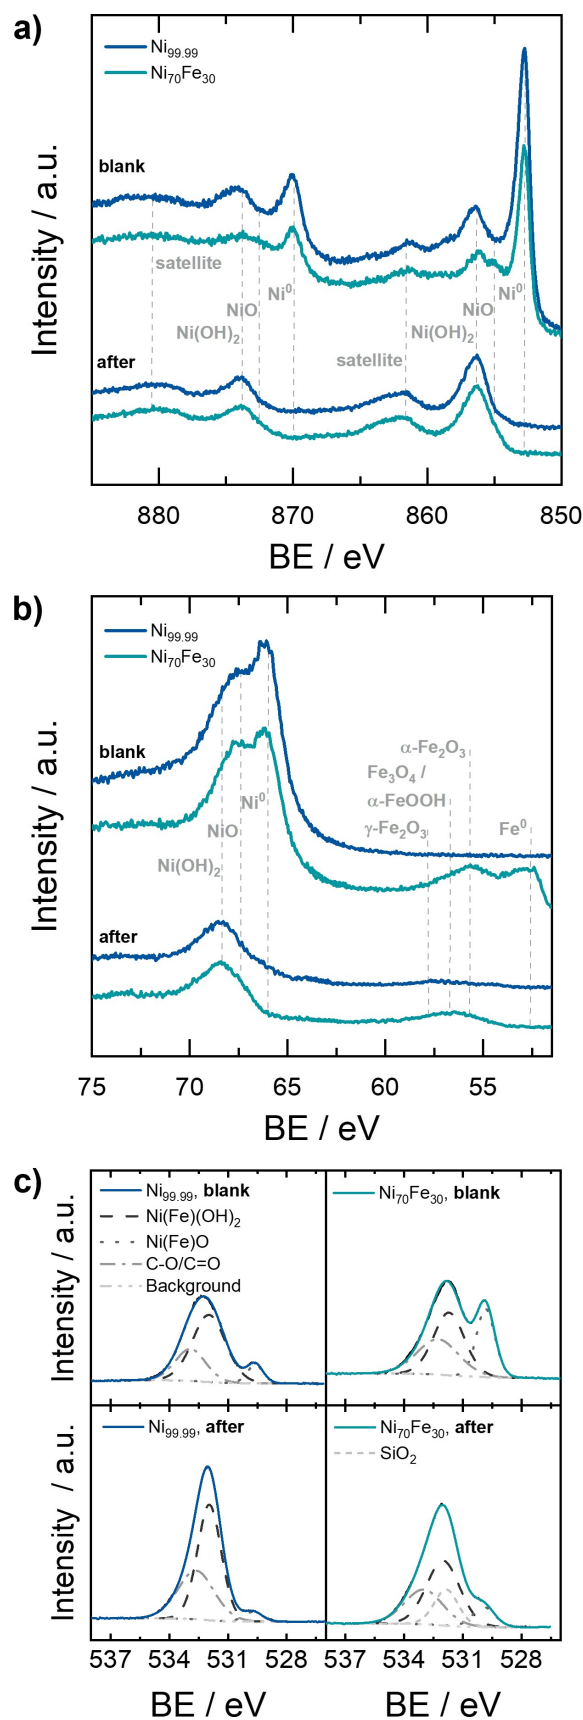 a)
Ni₉₉.₉₉
Ni₇₀Fe₃₀
blank
satellite
Ni⁰
NiO
Ni(OH)₂
Ni⁰
NiO
Ni(OH)₂
satellite
after
Intensity / a.u.
880 870 860 850
BE / eV
b)
Ni₉₉.₉₉
Ni₇₀Fe₃₀
blank
α-Fe₂O₃
Fe₃O₄ /
α-FeOOH
γ-Fe₂O₃
Fe⁰
Ni⁰
NiO
Ni(OH)₂
after
Intensity / a.u.
75 70 65 60 55
BE / eV
c)
Ni₉₉.₉₉, blank
Ni(Fe)(OH)₂
Ni(Fe)O
C-O/C=O
Background
Ni₇₀Fe₃₀, blank
Intensity / a.u.
Ni₉₉.₉₉, after
Ni₇₀Fe₃₀, after
SiO₂
Intensity / a.u.
537 534 531 528 537 534 531 528
BE / eV BE / eV